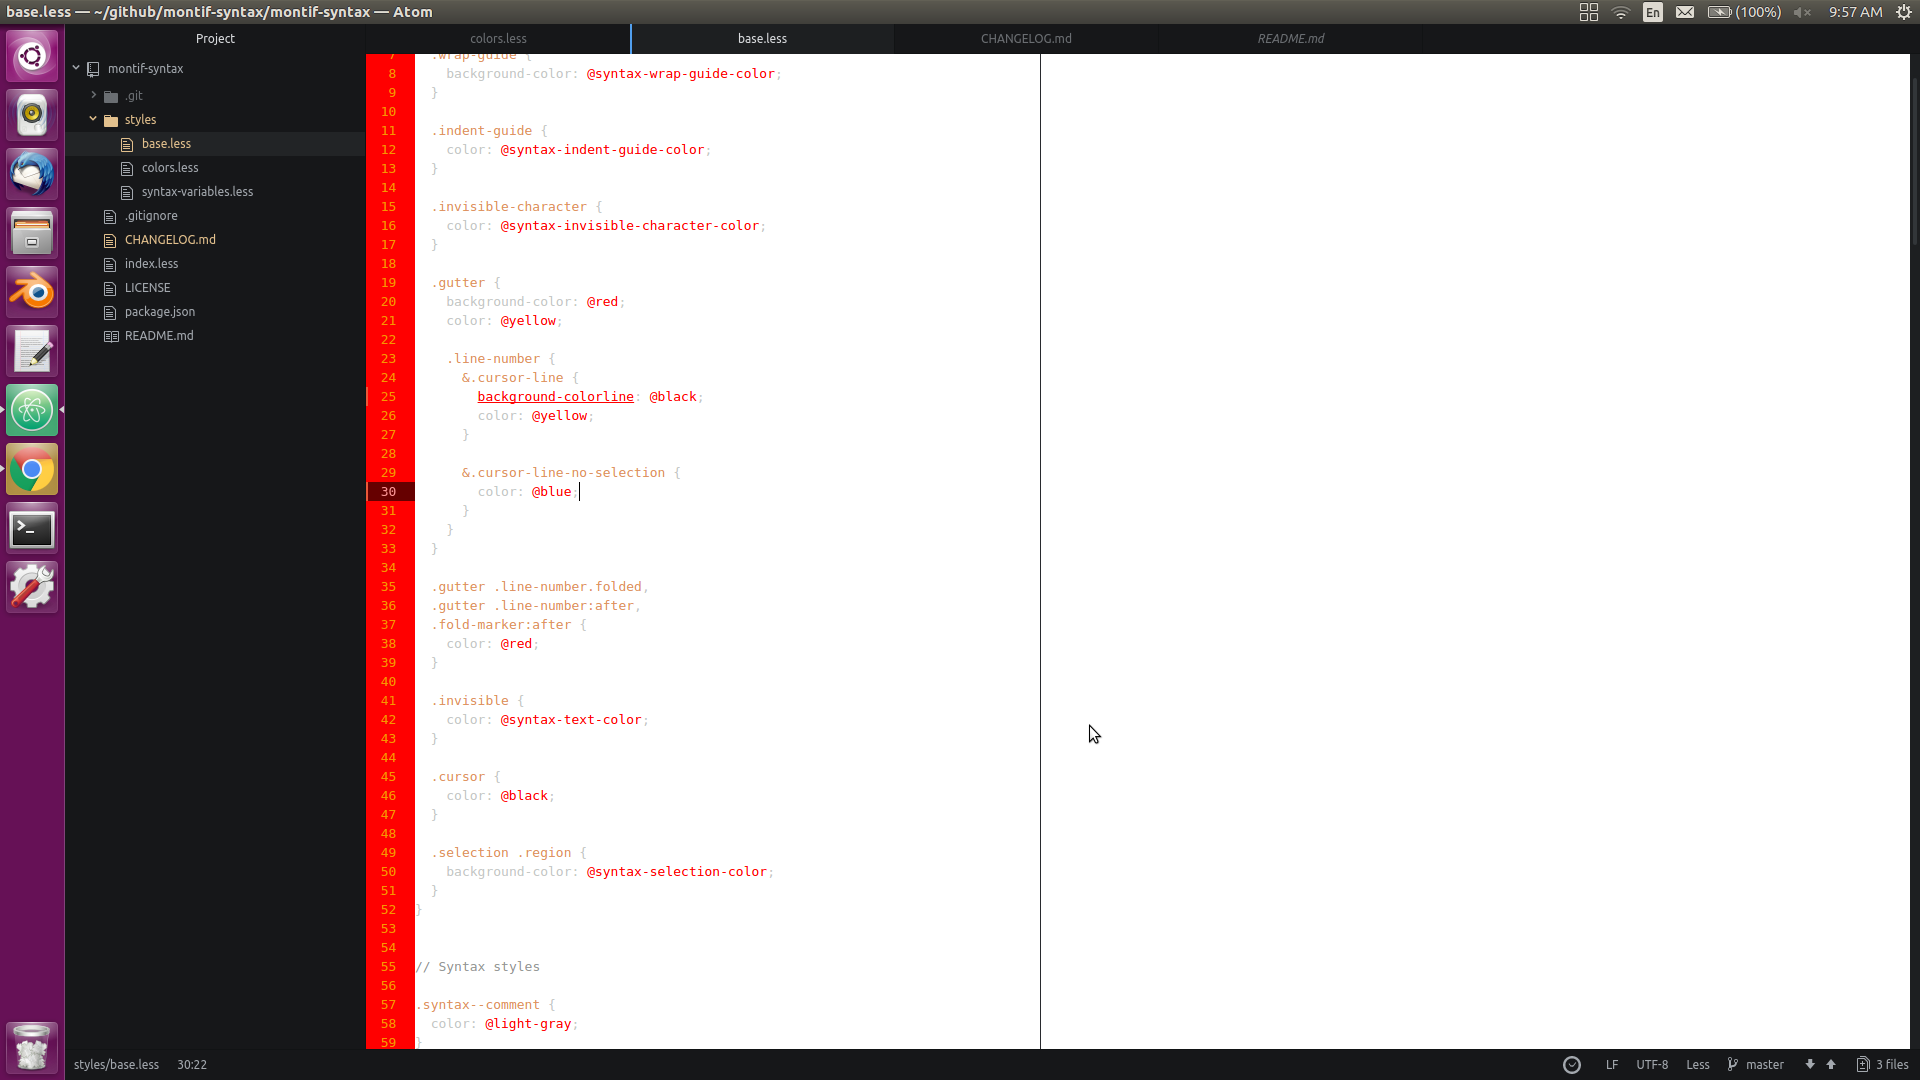 base.less — ~/github/montif-syntax/montif-syntax — Atom
En
(100%)
9:57 AM
Project
colors.less
base.less
CHANGELOG.md
README.md
montif-syntax
.git
styles
base.less
colors.less
syntax-variables.less
.gitignore
CHANGELOG.md
index.less
LICENSE
package.json
README.md
7 .wrap-guide {
8 background-color: @syntax-wrap-guide-color;
9 }
10
11 .indent-guide {
12 color: @syntax-indent-guide-color;
13 }
14
15 .invisible-character {
16 color: @syntax-invisible-character-color;
17 }
18
19 .gutter {
20 background-color: @red;
21 color: @yellow;
22
23 .line-number {
24 &.cursor-line {
25 background-colorline: @black;
26 color: @yellow;
27 }
28
29 &.cursor-line-no-selection {
30 color: @blue;
31 }
32 }
33 }
34
35 .gutter .line-number.folded,
36 .gutter .line-number:after,
37 .fold-marker:after {
38 color: @red;
39 }
40
41 .invisible {
42 color: @syntax-text-color;
43 }
44
45 .cursor {
46 color: @black;
47 }
48
49 .selection .region {
50 background-color: @syntax-selection-color;
51 }
52 }
53
54
55 // Syntax styles
56
57 .syntax--comment {
58 color: @light-gray;
59 }
styles/base.less 30:22
LF UTF-8 Less master 3 files